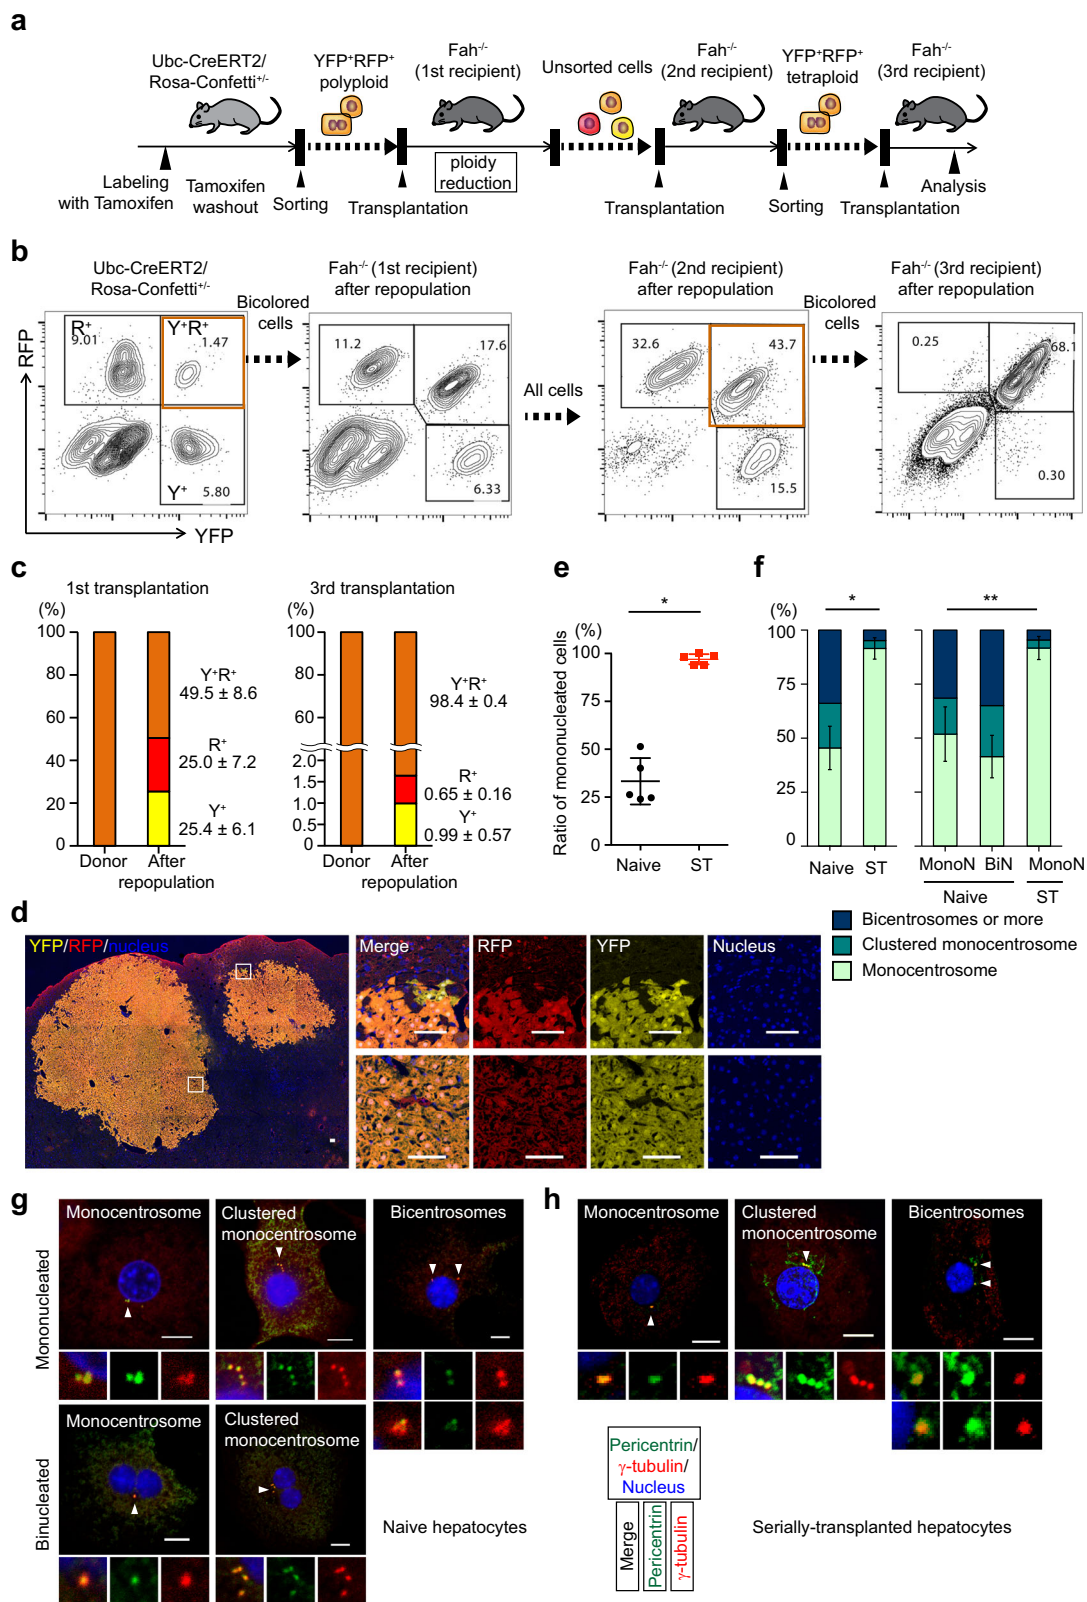 a
Ubc-CreERT2/
Rosa-Confetti+/-
YFP+RFP+
polyploid
Fah-/-
(1st recipient)
Unsorted cells
Fah-/-
(2nd recipient)
YFP+RFP+
tetraploid
Fah-/-
(3rd recipient)
ploidy
reduction
Labeling
with Tamoxifen
Tamoxifen
washout
Sorting
Transplantation
Transplantation
Sorting
Transplantation
Analysis
b
Ubc-CreERT2/
Rosa-Confetti+/-
Bicolored
cells
Fah-/- (1st recipient)
after repopulation
All cells
Fah-/- (2nd recipient)
after repopulation
Bicolored
cells
Fah-/- (3rd recipient)
after repopulation
RFP
YFP
R+
9.01
Y+R+
1.47
Y+
5.80
11.2
17.6
6.33
32.6
43.7
15.5
0.25
68.1
0.30
c
1st transplantation
(%)
100
80
60
40
20
0
Donor
After
repopulation
Y+R+
49.5 ± 8.6
R+
25.0 ± 7.2
Y+
25.4 ± 6.1
3rd transplantation
(%)
100
80
60
2.0
1.5
1.0
0.5
0
Donor
After
repopulation
Y+R+
98.4 ± 0.4
R+
0.65 ± 0.16
Y+
0.99 ± 0.57
e
Ratio of mononucleated cells
(%)
100
75
50
25
0
*
Naive
ST
f
(%)
100
75
50
25
0
*
**
Naive
ST
MonoN
BiN
MonoN
Naive
ST
Bicentrosomes or more
Clustered monocentrosome
Monocentrosome
d
YFP/RFP/nucleus
Merge
RFP
YFP
Nucleus
g
Mononucleated
Monocentrosome
Clustered
monocentrosome
Bicentrosomes
Binucleated
Monocentrosome
Clustered
monocentrosome
Naive hepatocytes
h
Monocentrosome
Clustered
monocentrosome
Bicentrosomes
Pericentrin/
γ-tubulin/
Nucleus
Merge
Pericentrin
γ-tubulin
Serially-transplanted hepatocytes